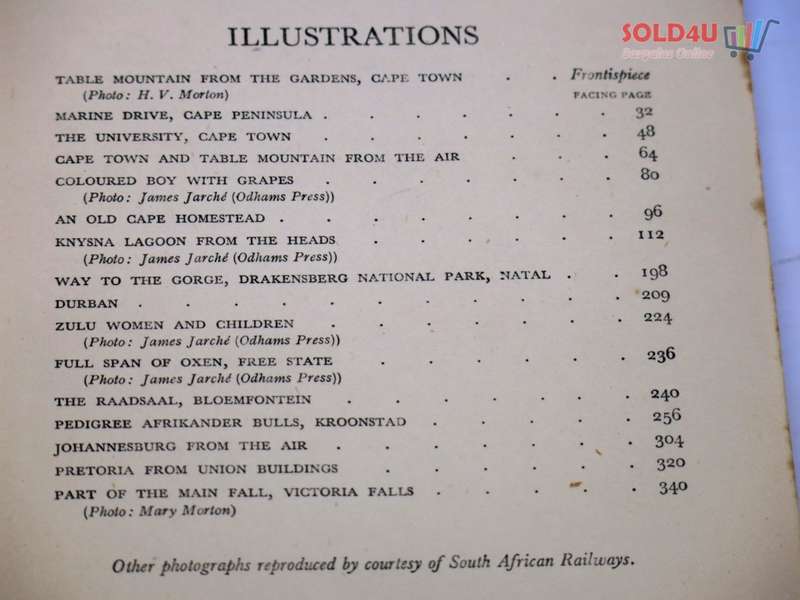 SOLD4U
Bargains Online
ILLUSTRATIONS
TABLE MOUNTAIN FROM THE GARDENS, CAPE TOWN . . Frontispiece
(Photo: H. V. Morton) FACING PAGE
MARINE DRIVE, CAPE PENINSULA . . . . . . . 32
THE UNIVERSITY, CAPE TOWN . . . . . . . 48
CAPE TOWN AND TABLE MOUNTAIN FROM THE AIR . . . 64
COLOURED BOY WITH GRAPES . . . . . . . 80
(Photo: James Jarché (Odhams Press))
AN OLD CAPE HOMESTEAD . . . . . . . . 96
KNYSNA LAGOON FROM THE HEADS . . . . . . 112
(Photo: James Jarché (Odhams Press))
WAY TO THE GORGE, DRAKENSBERG NATIONAL PARK, NATAL . . 198
DURBAN . . . . . . . . . . . 209
ZULU WOMEN AND CHILDREN . . . . . . . 224
(Photo: James Jarché (Odhams Press))
FULL SPAN OF OXEN, FREE STATE . . . . . . 236
(Photo: James Jarché (Odhams Press))
THE RAADSAAL, BLOEMFONTEIN . . . . . . . 240
PEDIGREE AFRIKANDER BULLS, KROONSTAD . . . . . 256
JOHANNESBURG FROM THE AIR . . . . . . . 304
PRETORIA FROM UNION BUILDINGS . . . . . . 320
PART OF THE MAIN FALL, VICTORIA FALLS . . . . . 340
(Photo: Mary Morton)
Other photographs reproduced by courtesy of South African Railways.